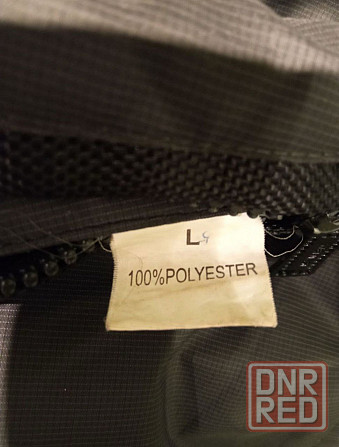 L
100%POLYESTER
DNR
RED